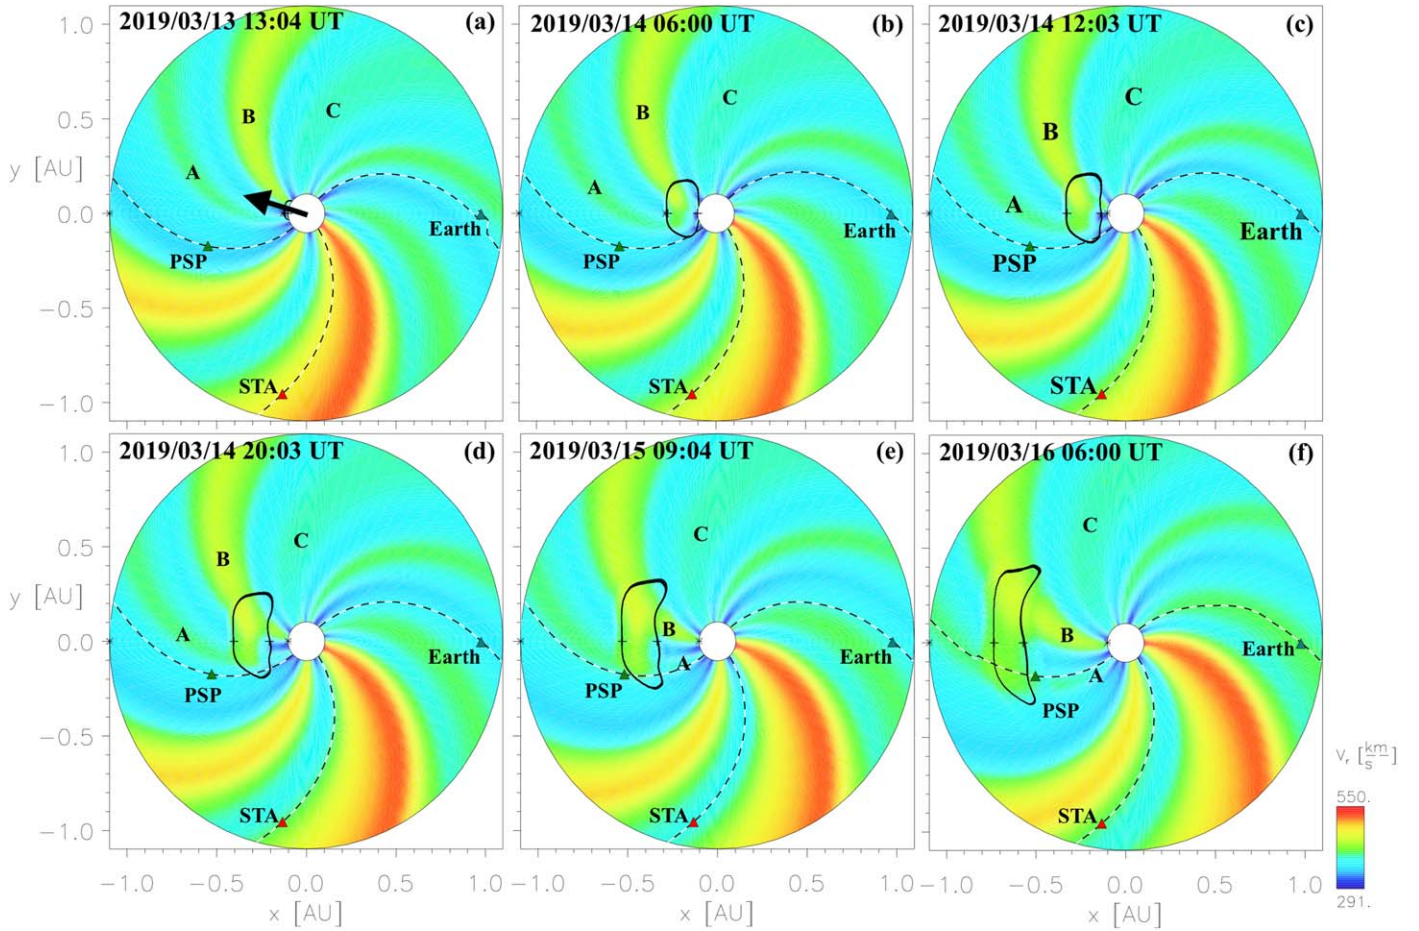 2019/03/13 13:04 UT (a)
2019/03/14 06:00 UT (b)
2019/03/14 12:03 UT (c)
1.0
0.5
y [AU]
0.0
−0.5
−1.0
A
B
C
PSP
Earth
STA
A
B
C
PSP
Earth
STA
A
B
C
PSP
Earth
STA
2019/03/14 20:03 UT (d)
2019/03/15 09:04 UT (e)
2019/03/16 06:00 UT (f)
1.0
0.5
y [AU]
0.0
−0.5
−1.0
A
B
C
PSP
Earth
STA
C
B
A
PSP
Earth
STA
C
B
A
PSP
Earth
STA
−1.0 −0.5 0.0 0.5 1.0
x [AU]
−1.0 −0.5 0.0 0.5 1.0
x [AU]
−1.0 −0.5 0.0 0.5 1.0
x [AU]
vr [km/s]
550.
291.